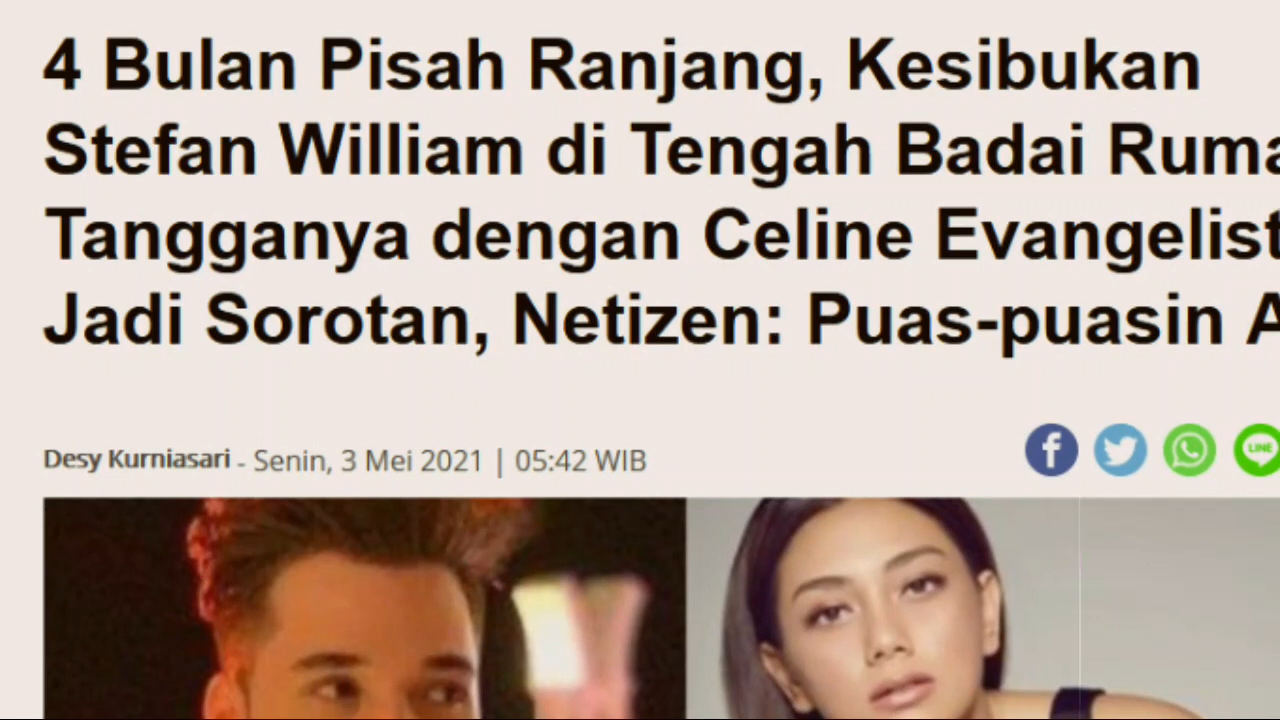 4 Bulan Pisah Ranjang, Kesibukan
Stefan William di Tengah Badai Ruma
Tangganya dengan Celine Evangelist
Jadi Sorotan, Netizen: Puas-puasin A
Desy Kurniasari - Senin, 3 Mei 2021 | 05:42 WIB
LINE